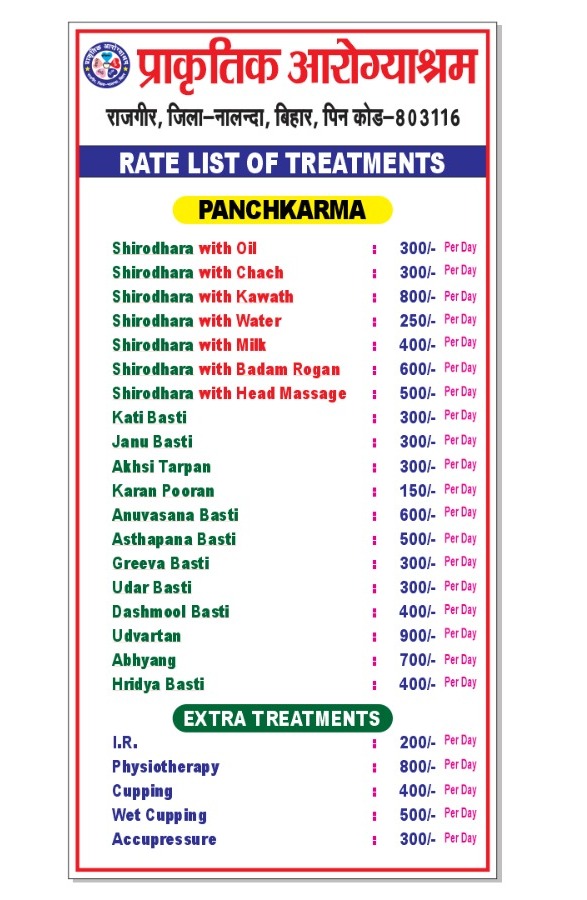 प्राकृतिक आरोग्याश्रम
राजगीर, जिला-नालन्दा, बिहार, पिन कोड-803116
RATE LIST OF TREATMENTS
PANCHKARMA
Shirodhara with Oil : 300/- Per Day
Shirodhara with Chach : 300/- Per Day
Shirodhara with Kawath : 800/- Per Day
Shirodhara with Water : 250/- Per Day
Shirodhara with Milk : 400/- Per Day
Shirodhara with Badam Rogan : 600/- Per Day
Shirodhara with Head Massage : 500/- Per Day
Kati Basti : 300/- Per Day
Janu Basti : 300/- Per Day
Akhsi Tarpan : 300/- Per Day
Karan Pooran : 150/- Per Day
Anuvasana Basti : 600/- Per Day
Asthapana Basti : 500/- Per Day
Greeva Basti : 300/- Per Day
Udar Basti : 300/- Per Day
Dashmool Basti : 400/- Per Day
Udvartan : 900/- Per Day
Abhyang : 700/- Per Day
Hridya Basti : 400/- Per Day
EXTRA TREATMENTS
I.R. : 200/- Per Day
Physiotherapy : 800/- Per Day
Cupping : 400/- Per Day
Wet Cupping : 500/- Per Day
Accupressure : 300/- Per Day